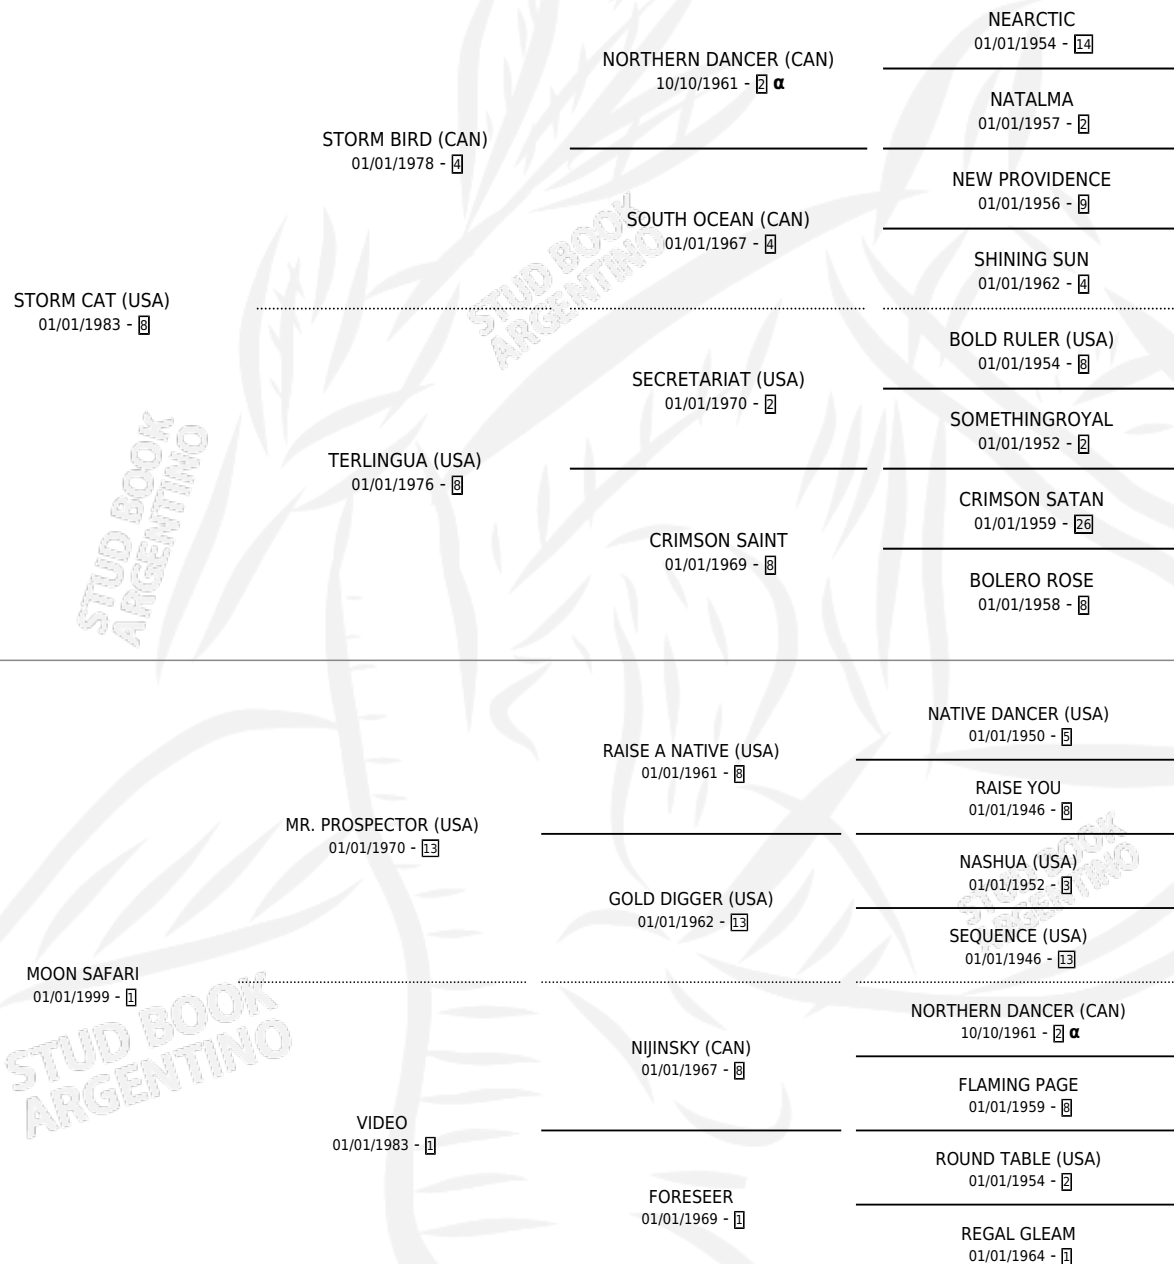 NEARCTIC
01/01/1954 - 14
NORTHERN DANCER (CAN)
10/10/1961 - 2 α
NATALMA
01/01/1957 - 2
STORM BIRD (CAN)
01/01/1978 - 4
NEW PROVIDENCE
01/01/1956 - 9
SOUTH OCEAN (CAN)
01/01/1967 - 4
SHINING SUN
01/01/1962 - 4
STORM CAT (USA)
01/01/1983 - 8
BOLD RULER (USA)
01/01/1954 - 8
SECRETARIAT (USA)
01/01/1970 - 2
SOMETHINGROYAL
01/01/1952 - 2
TERLINGUA (USA)
01/01/1976 - 8
CRIMSON SATAN
01/01/1959 - 26
CRIMSON SAINT
01/01/1969 - 8
BOLERO ROSE
01/01/1958 - 8
NATIVE DANCER (USA)
01/01/1950 - 5
RAISE A NATIVE (USA)
01/01/1961 - 8
RAISE YOU
01/01/1946 - 8
MR. PROSPECTOR (USA)
01/01/1970 - 13
NASHUA (USA)
01/01/1952 - 3
GOLD DIGGER (USA)
01/01/1962 - 13
SEQUENCE (USA)
01/01/1946 - 13
MOON SAFARI
01/01/1999 - 1
NORTHERN DANCER (CAN)
10/10/1961 - 2 α
NIJINSKY (CAN)
01/01/1967 - 8
FLAMING PAGE
01/01/1959 - 8
VIDEO
01/01/1983 - 1
ROUND TABLE (USA)
01/01/1954 - 2
FORESEER
01/01/1969 - 1
REGAL GLEAM
01/01/1964 - 1
STUD BOOK
ARGENTINO
STUD BOOK
ARGENTINO
STUD BOOK
ARGENTINO
STUD BOOK
ARGENTINO